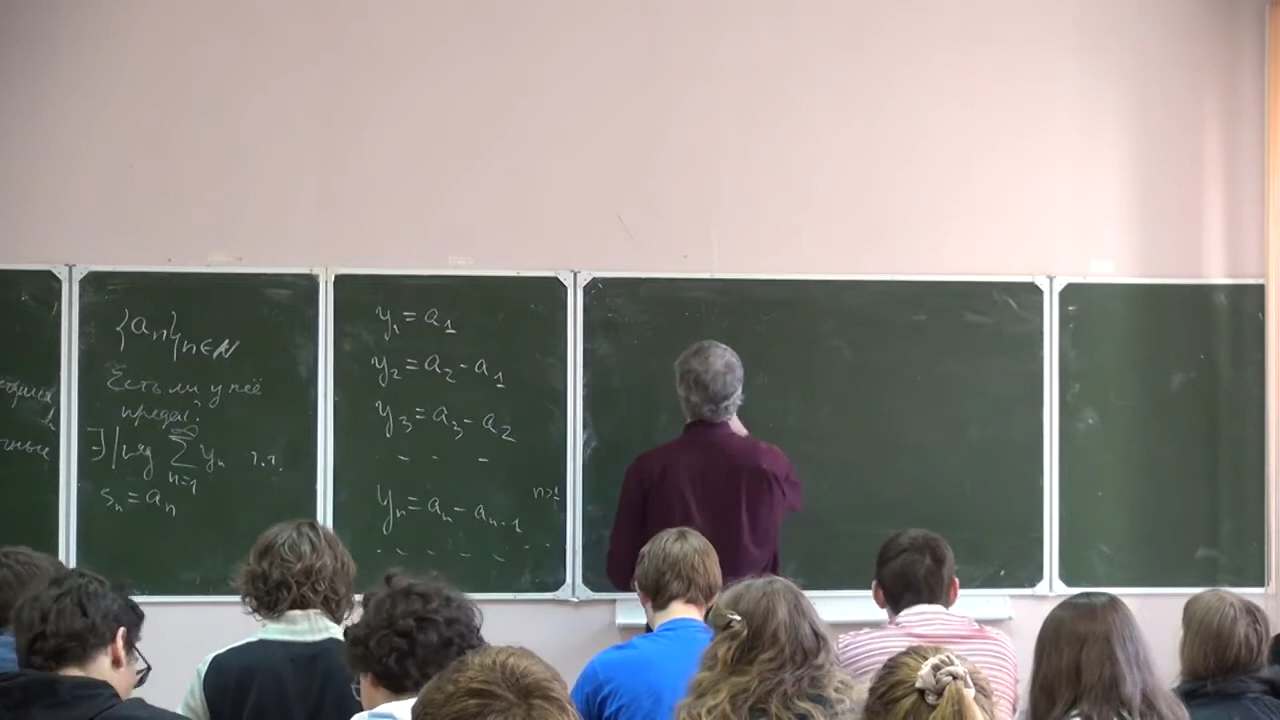 {aₙ}ₙ∈ℕ
Есть ли у неё
предел?
∃ | ряд ∑_{n=1}^{∞} yₙ т.ч.
sₙ = aₙ
y₁ = a₁
y₂ = a₂ - a₁
y₃ = a₃ - a₂
- - -
yₙ = aₙ - aₙ₋₁ n>1
- - - - - - -